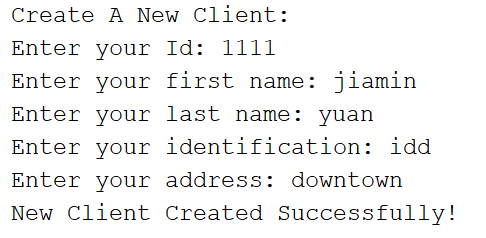 Create A New Client:
Enter your Id: 1111
Enter your first name: jiamin
Enter your last name: yuan
Enter your identification: idd
Enter your address: downtown
New Client Created Successfully!